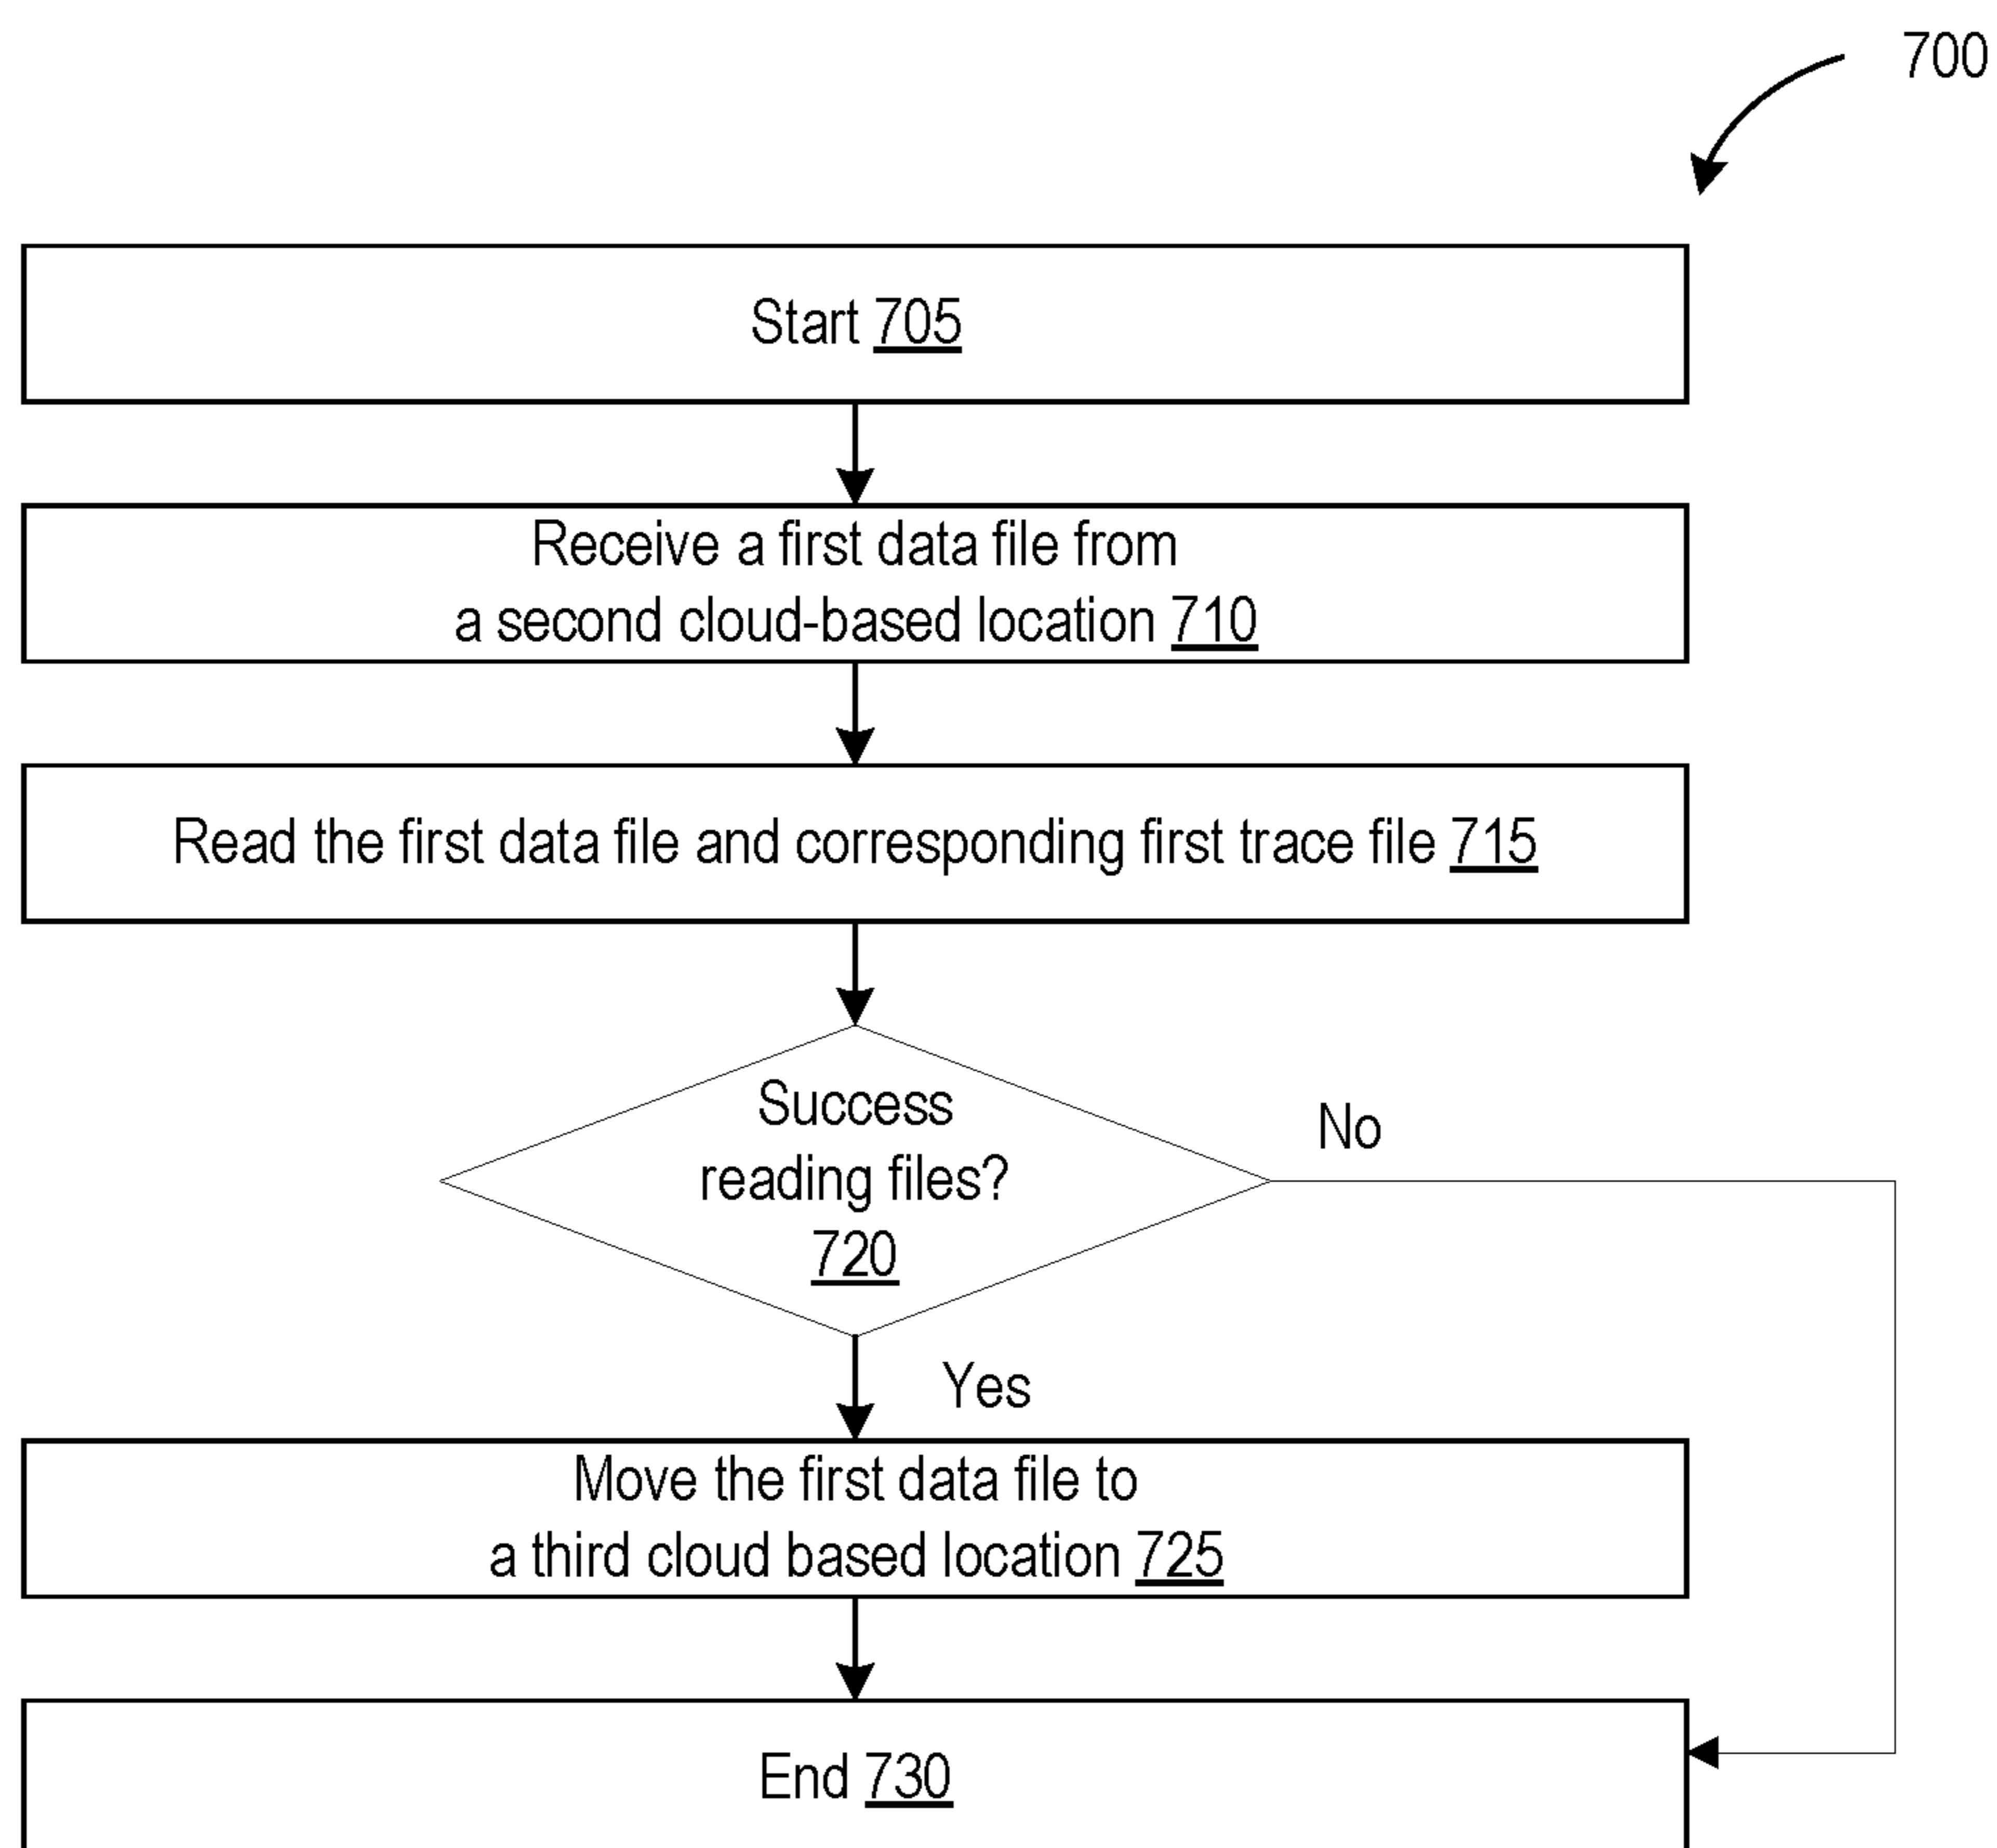 700
Start 705
Receive a first data file from
a second cloud-based location 710
Read the first data file and corresponding first trace file 715
Success
reading files?
720
No
Yes
Move the first data file to
a third cloud based location 725
End 730